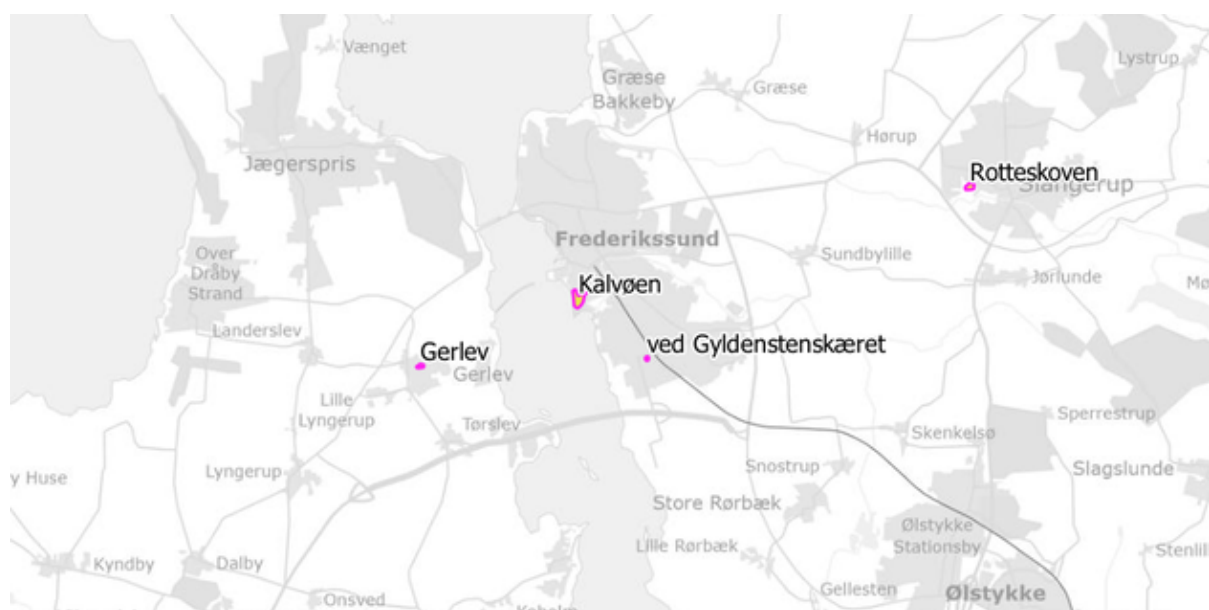 Vænget
Græse
Bakkeby
Græse
Lystrup
Hørup
Jægerspris
Rotteskoven
Slangerup
Frederikssund
Over
Dråby
Strand
Sundbylille
Jørlunde
Kalvøen
Landerslev
ved Gyldenstenskæret
Gerlev
Gerlev
Lille
Lyngerup
Sperrestrup
Tørslev
Skenkelsø
Lyngerup
Snostrup
Slagslunde
y Huse
Store Rørbæk
Ølstykke
Stationsby
Lille Rørbæk
Kyndby
Dalby
Gellesten
Ølstykke
Onsved